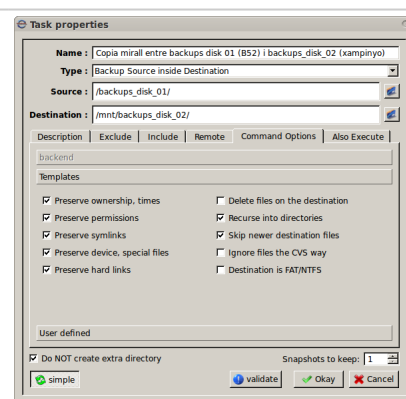 Task properties
Name : Copia mirall entre backups disk 01 (B52) i backups_disk_02 (xampinyo)
Type : Backup Source inside Destination
Source : /backups_disk_01/
Destination : /mnt/backups_disk_02/
Description Exclude Include Remote Command Options Also Execute
backend
Templates
Preserve ownership, times Delete files on the destination
Preserve permissions Recurse into directories
Preserve symlinks Skip newer destination files
Preserve device, special files Ignore files the CVS way
Preserve hard links Destination is FAT/NTFS
User defined
Do NOT create extra directory Snapshots to keep: 1
simple validate Okay Cancel